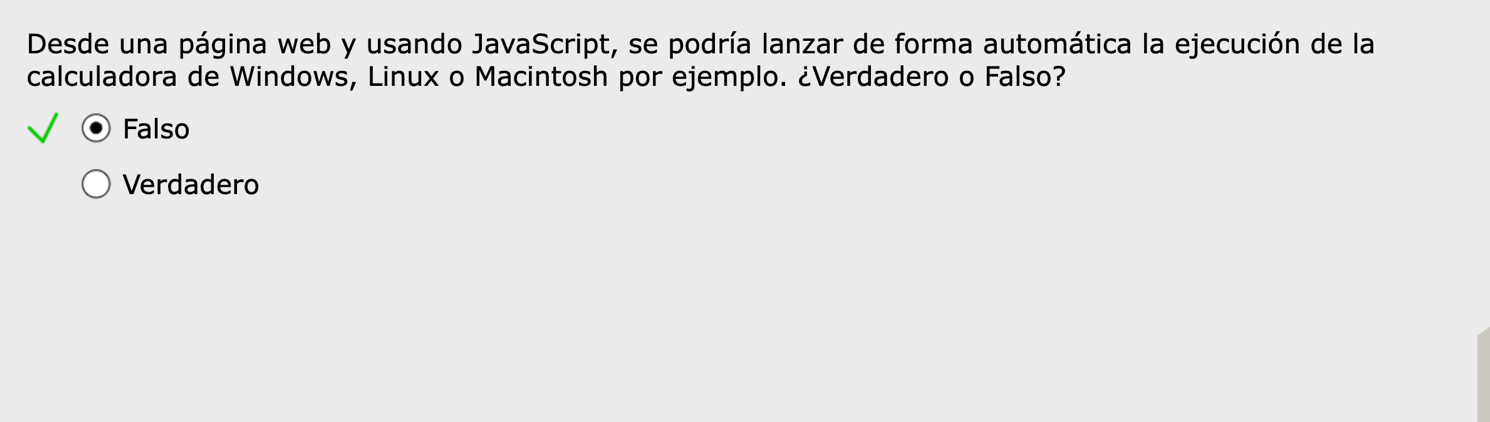 Desde una página web y usando JavaScript, se podría lanzar de forma automática la ejecución de la
calculadora de Windows, Linux o Macintosh por ejemplo. ¿Verdadero o Falso?
Falso
Verdadero